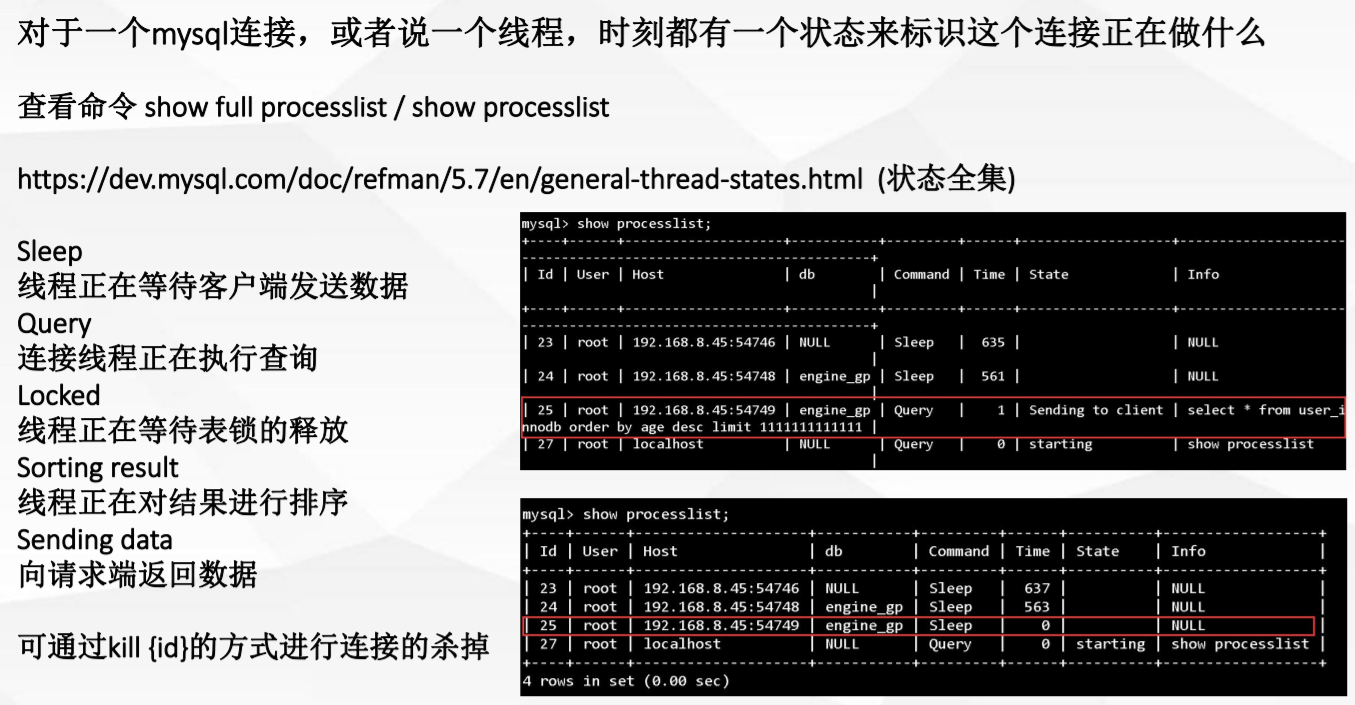 对于一个mysql连接，或者说一个线程，时刻都有一个状态来标识这个连接正在做什么
查看命令 show full processlist / show processlist
https://dev.mysql.com/doc/refman/5.7/en/general-thread-states.html (状态全集)
Sleep
线程正在等待客户端发送数据
Query
连接线程正在执行查询
Locked
线程正在等待表锁的释放
Sorting result
线程正在对结果进行排序
Sending data
向请求端返回数据
可通过kill {id}的方式进行连接的杀掉
mysql> show processlist;
| Id | User | Host | db | Command | Time | State | Info
|
| 23 | root | 192.168.8.45:54746 | NULL | Sleep | 635 | | NULL
|
| 24 | root | 192.168.8.45:54748 | engine_gp | Sleep | 561 | | NULL
|
| 25 | root | 192.168.8.45:54749 | engine_gp | Query | 1 | Sending to client | select * from user_i
nnodb order by age desc limit 1111111111111 |
| 27 | root | localhost | NULL | Query | 0 | starting | show processlist
|
mysql> show processlist;
| Id | User | Host | db | Command | Time | State | Info |
| 23 | root | 192.168.8.45:54746 | NULL | Sleep | 637 | | NULL |
| 24 | root | 192.168.8.45:54748 | engine_gp | Sleep | 563 | | NULL |
| 25 | root | 192.168.8.45:54749 | engine_gp | Sleep | 0 | | NULL |
| 27 | root | localhost | NULL | Query | 0 | starting | show processlist |
4 rows in set (0.00 sec)